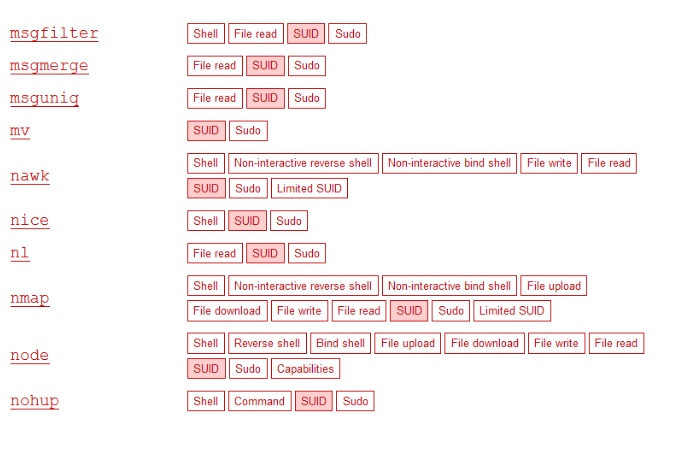 msgfilter Shell File read SUID Sudo
msgmerge File read SUID Sudo
msguniq File read SUID Sudo
mv SUID Sudo
nawk Shell Non-interactive reverse shell Non-interactive bind shell File write File read
SUID Sudo Limited SUID
nice Shell SUID Sudo
nl File read SUID Sudo
nmap Shell Non-interactive reverse shell Non-interactive bind shell File upload
File download File write File read SUID Sudo Limited SUID
node Shell Reverse shell Bind shell File upload File download File write File read
SUID Sudo Capabilities
nohup Shell Command SUID Sudo